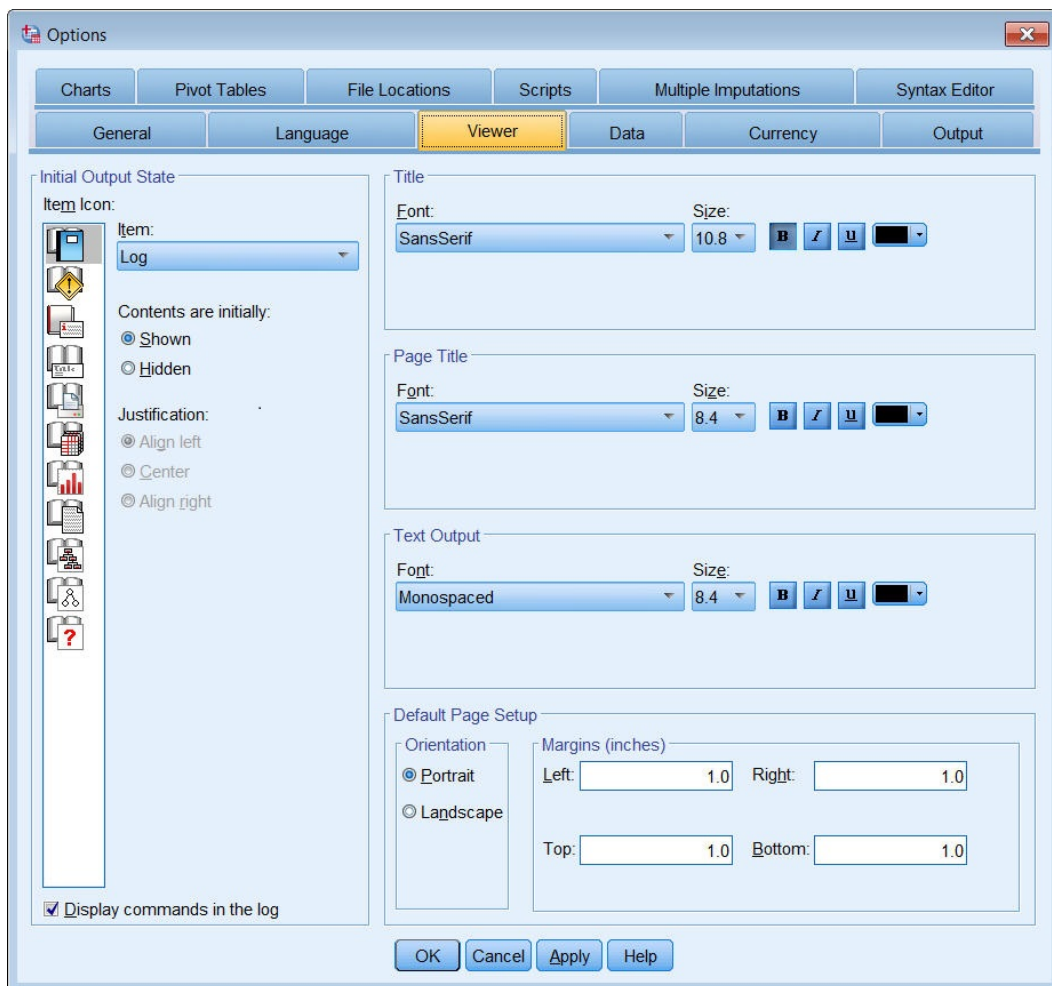 Options
Charts Pivot Tables File Locations Scripts Multiple Imputations Syntax Editor
General Language Viewer Data Currency Output
Initial Output State
Item Icon:
Item:
Log
Contents are initially:
Shown
Hidden
Justification:
Align left
Center
Align right
Title
?
Display commands in the log
Title
Font: Size:
SansSerif 10.8 B I U
Page Title
Font: Size:
SansSerif 8.4 B I U
Text Output
Font: Size:
Monospaced 8.4 B I U
Default Page Setup
Orientation
Portrait
Landscape
Margins (inches)
Left: 1.0 Right: 1.0
Top: 1.0 Bottom: 1.0
OK Cancel Apply Help